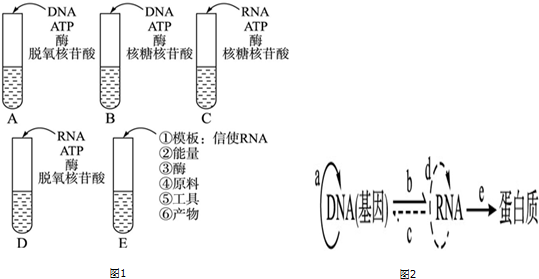 DNA
ATP
酶
脱氧核苷酸
A
DNA
ATP
酶
核糖核苷酸
B
RNA
ATP
酶
核糖核苷酸
C
RNA
ATP
酶
脱氧核苷酸
D
①模板：信使RNA
②能量
③酶
④原料
⑤工具
⑥产物
E
图1
a
DNA(基因)
b
c
d
RNA
e
蛋白质
图2